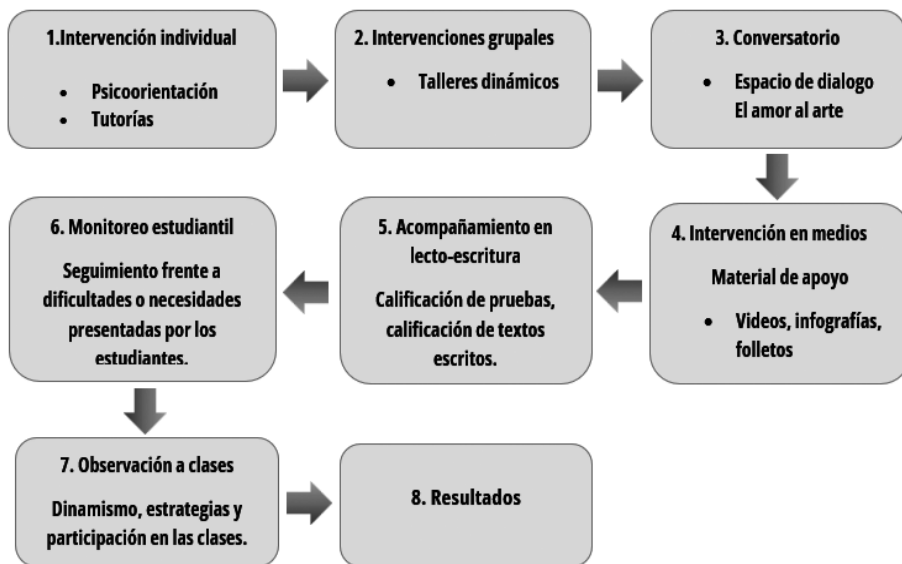 1.Intervención individual
• Psicoorientación
• Tutorías
2. Intervenciones grupales
• Talleres dinámicos
3. Conversatorio
• Espacio de dialogo
El amor al arte
4. Intervención en medios
Material de apoyo
• Videos, infografías,
folletos
5. Acompañamiento en
lecto-escritura
Calificación de pruebas,
calificación de textos
escritos.
6. Monitoreo estudiantil
Seguimiento frente a
dificultades o necesidades
presentadas por los
estudiantes.
7. Observación a clases
Dinamismo, estrategias y
participación en las clases.
8. Resultados